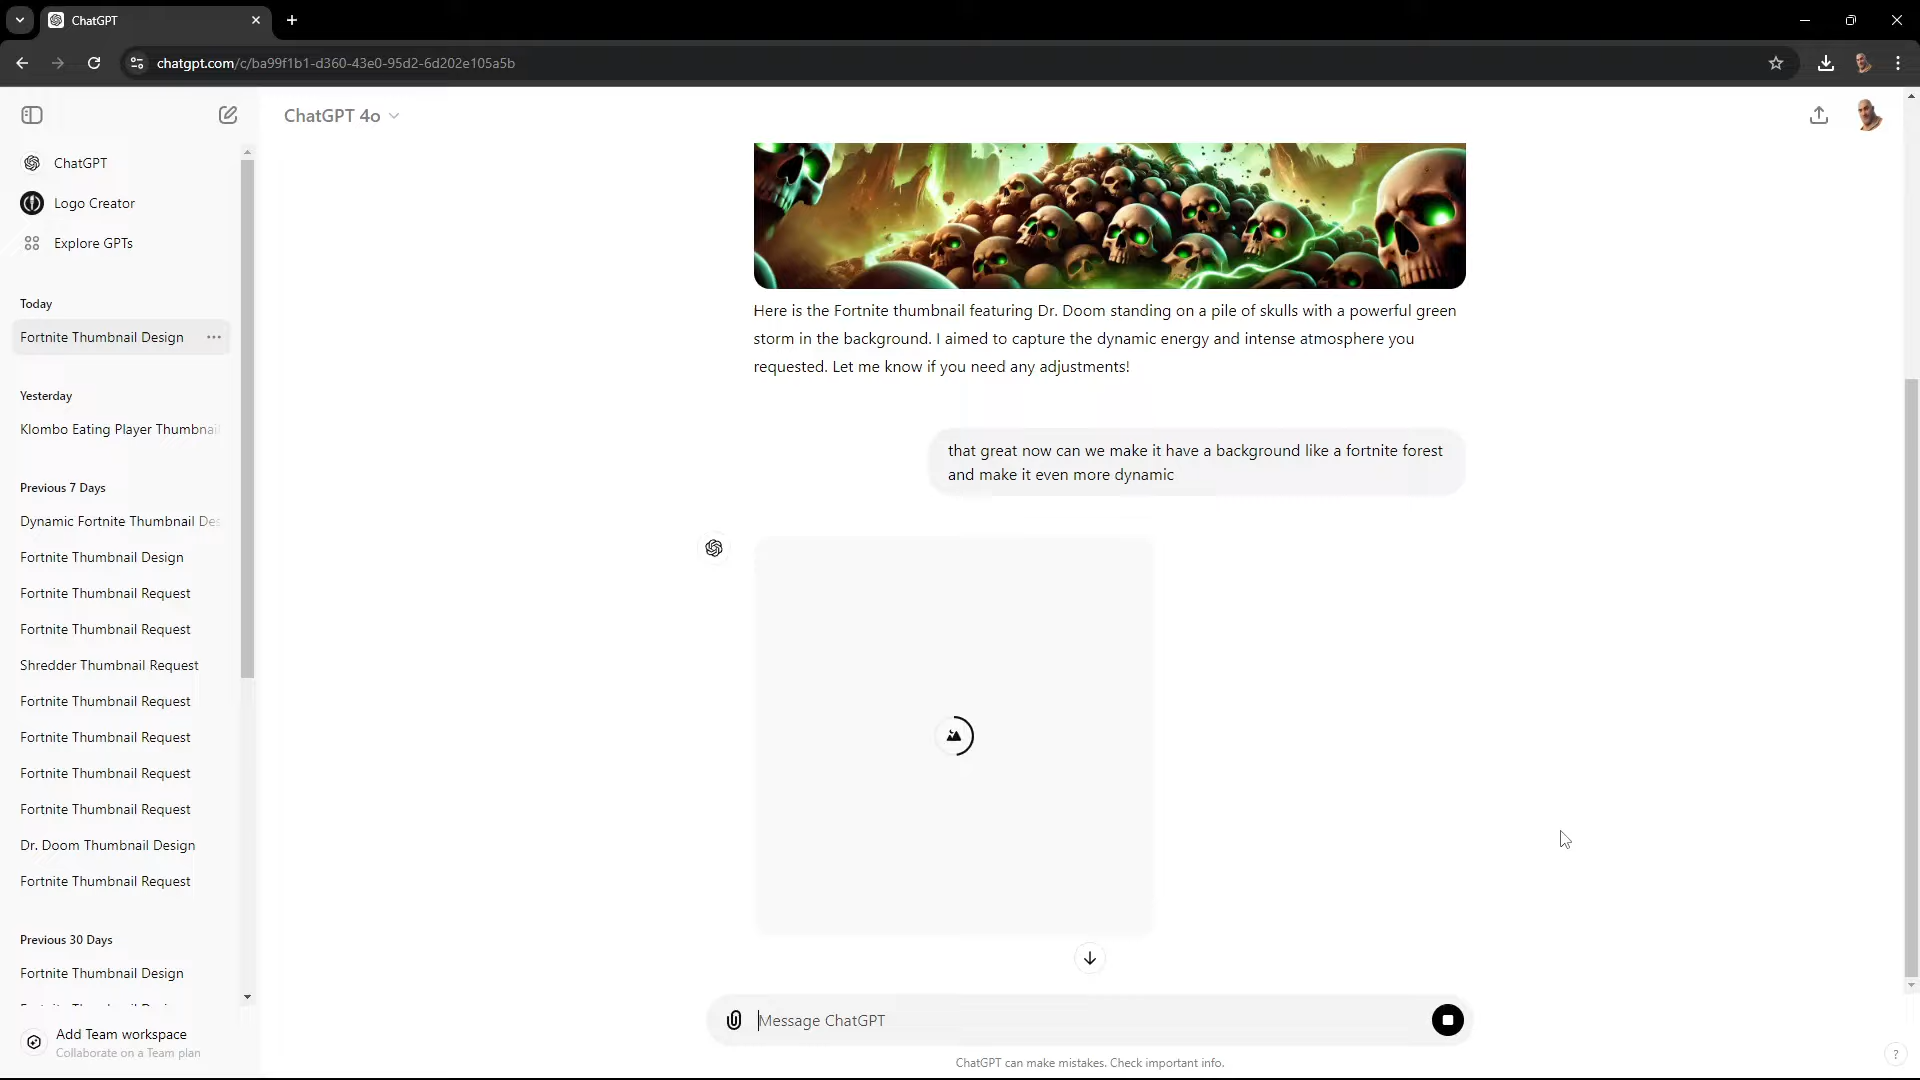 ChatGPT
chatgpt.com/c/ba99f1b1-d360-43e0-95d2-6d202e105a5b
ChatGPT 4o
ChatGPT
Logo Creator
Explore GPTs
Today
Fortnite Thumbnail Design
Yesterday
Klombo Eating Player Thumbnail
Previous 7 Days
Dynamic Fortnite Thumbnail Des
Fortnite Thumbnail Design
Fortnite Thumbnail Request
Fortnite Thumbnail Request
Shredder Thumbnail Request
Fortnite Thumbnail Request
Fortnite Thumbnail Request
Fortnite Thumbnail Request
Fortnite Thumbnail Request
Dr. Doom Thumbnail Design
Fortnite Thumbnail Request
Previous 30 Days
Fortnite Thumbnail Design
Add Team workspace
Collaborate on a Team plan
Here is the Fortnite thumbnail featuring Dr. Doom standing on a pile of skulls with a powerful green
storm in the background. I aimed to capture the dynamic energy and intense atmosphere you
requested. Let me know if you need any adjustments!
that great now can we make it have a background like a fortnite forest
and make it even more dynamic
Message ChatGPT
ChatGPT can make mistakes. Check important info.
?